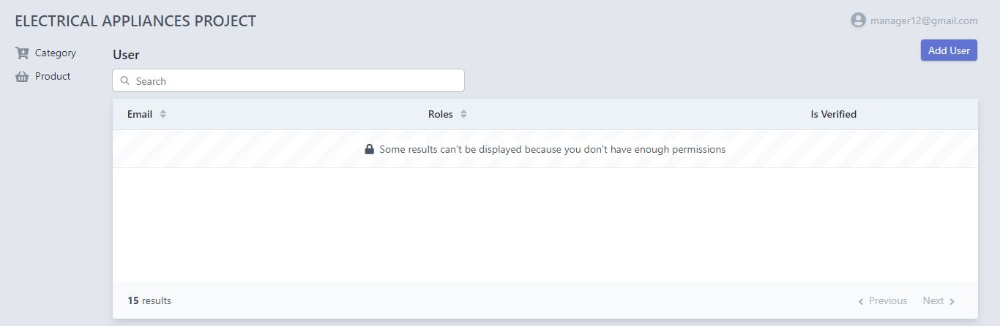 ELECTRICAL APPLIANCES PROJECT
manager12@gmail.com
Category
Product
User
Add User
Search
Email Roles Is Verified
Some results can't be displayed because you don't have enough permissions
15 results
Previous Next